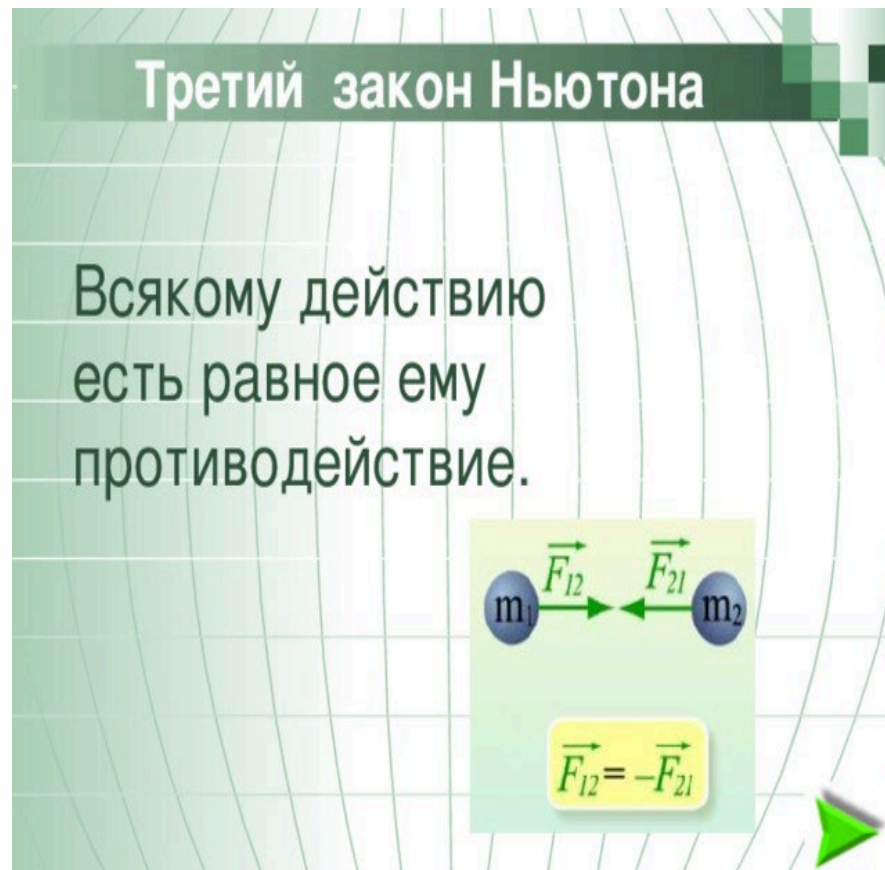 Третий закон Ньютона
Всякому действию
есть равное ему
противодействие.
F₁₂ F₂₁
m₁ m₂
F₁₂ = –F₂₁